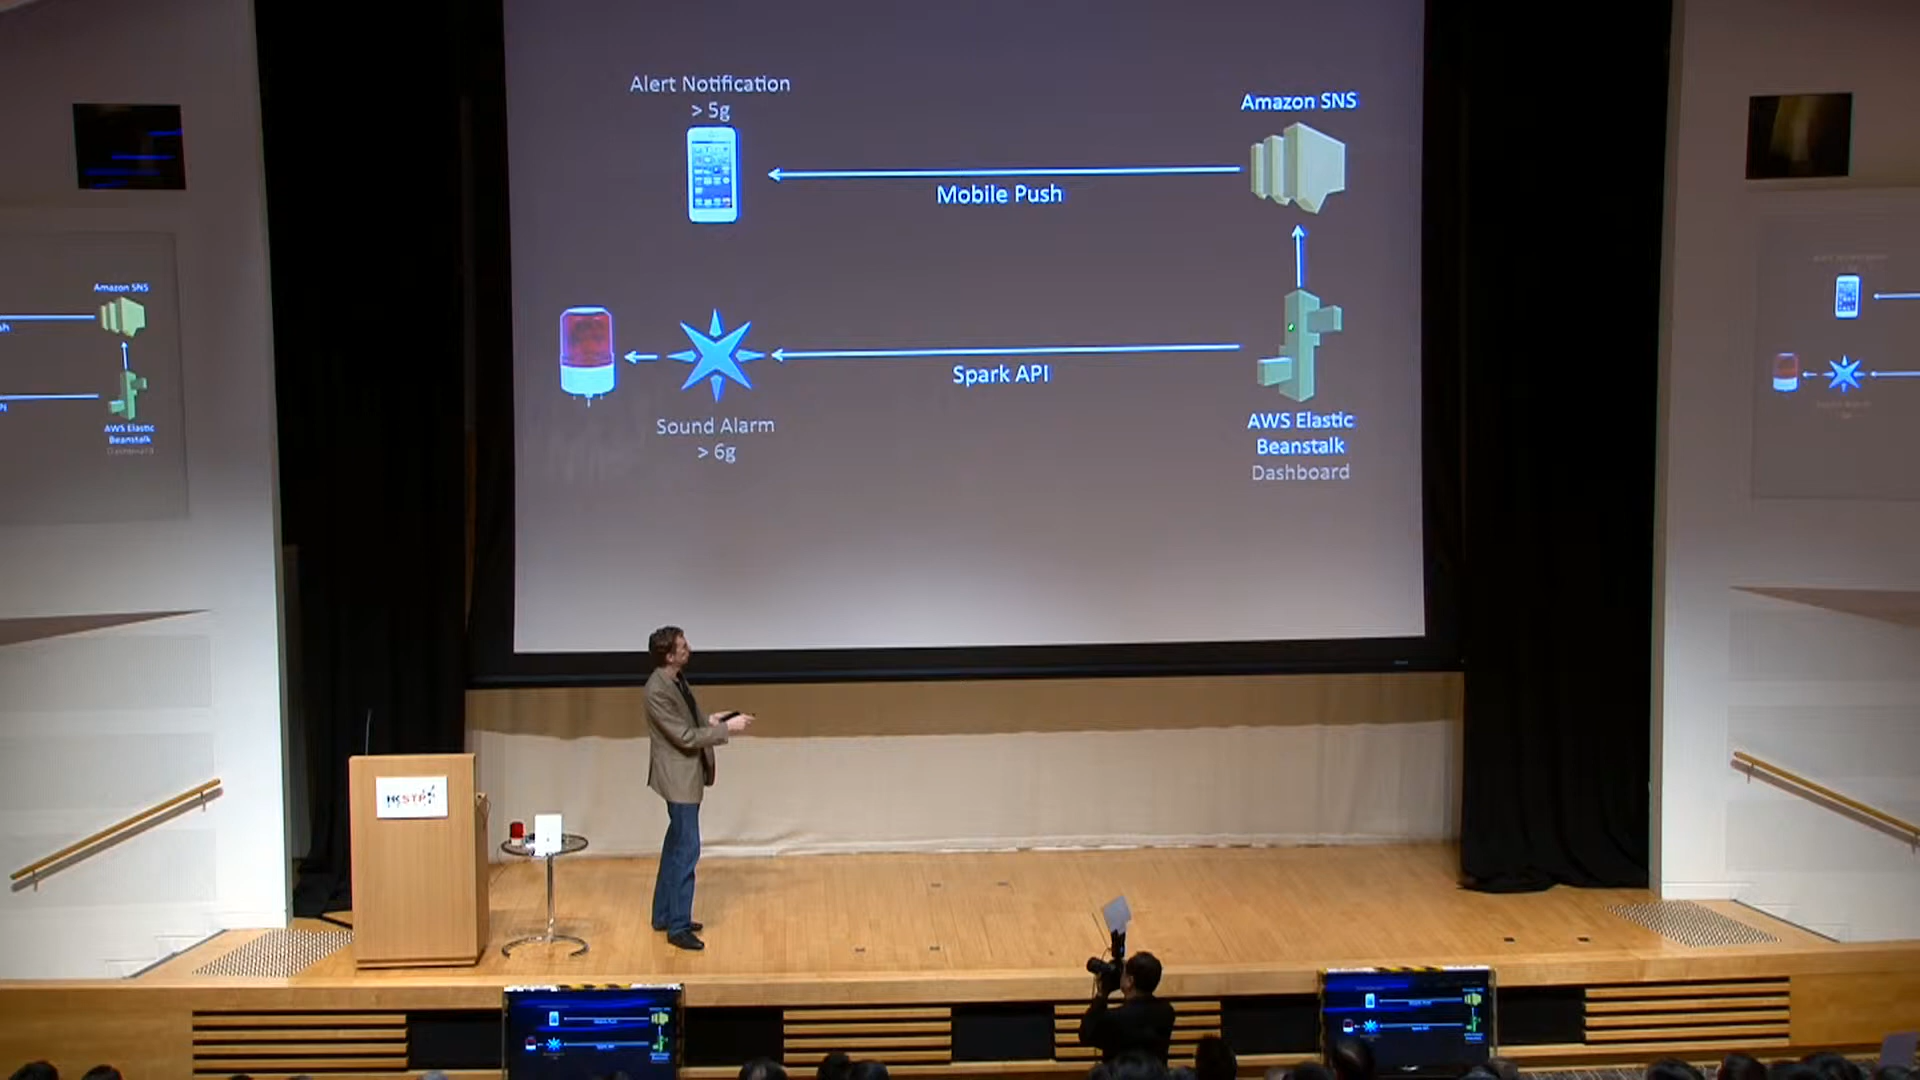 Alert Notification
> 5g
Amazon SNS
Mobile Push
Spark API
Sound Alarm
> 6g
AWS Elastic
Beanstalk
Dashboard
Amazon SNS
AWS Elastic
Beanstalk
Dashboard
HKSTP